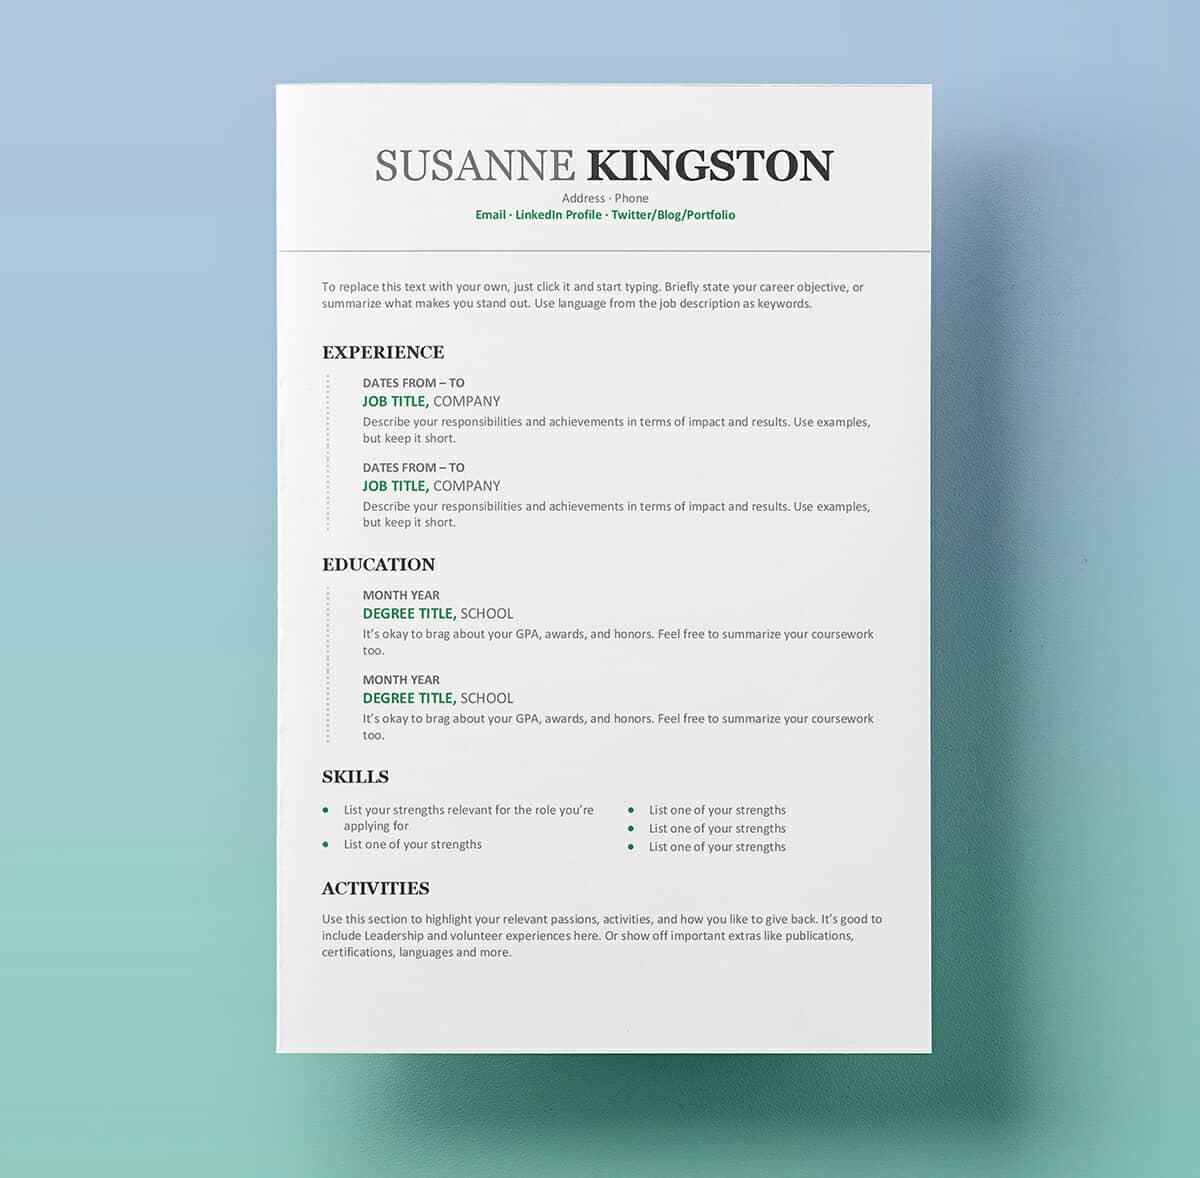 SUSANNE KINGSTON
Address · Phone
Email · LinkedIn Profile · Twitter/Blog/Portfolio
To replace this text with your own, just click it and start typing. Briefly state your career objective, or
summarize what makes you stand out. Use language from the job description as keywords.
EXPERIENCE
DATES FROM – TO
JOB TITLE, COMPANY
Describe your responsibilities and achievements in terms of impact and results. Use examples,
but keep it short.
DATES FROM – TO
JOB TITLE, COMPANY
Describe your responsibilities and achievements in terms of impact and results. Use examples,
but keep it short.
EDUCATION
MONTH YEAR
DEGREE TITLE, SCHOOL
It’s okay to brag about your GPA, awards, and honors. Feel free to summarize your coursework
too.
MONTH YEAR
DEGREE TITLE, SCHOOL
It’s okay to brag about your GPA, awards, and honors. Feel free to summarize your coursework
too.
SKILLS
• List your strengths relevant for the role you’re
applying for
• List one of your strengths
• List one of your strengths
• List one of your strengths
• List one of your strengths
ACTIVITIES
Use this section to highlight your relevant passions, activities, and how you like to give back. It’s good to
include Leadership and volunteer experiences here. Or show off important extras like publications,
certifications, languages and more.